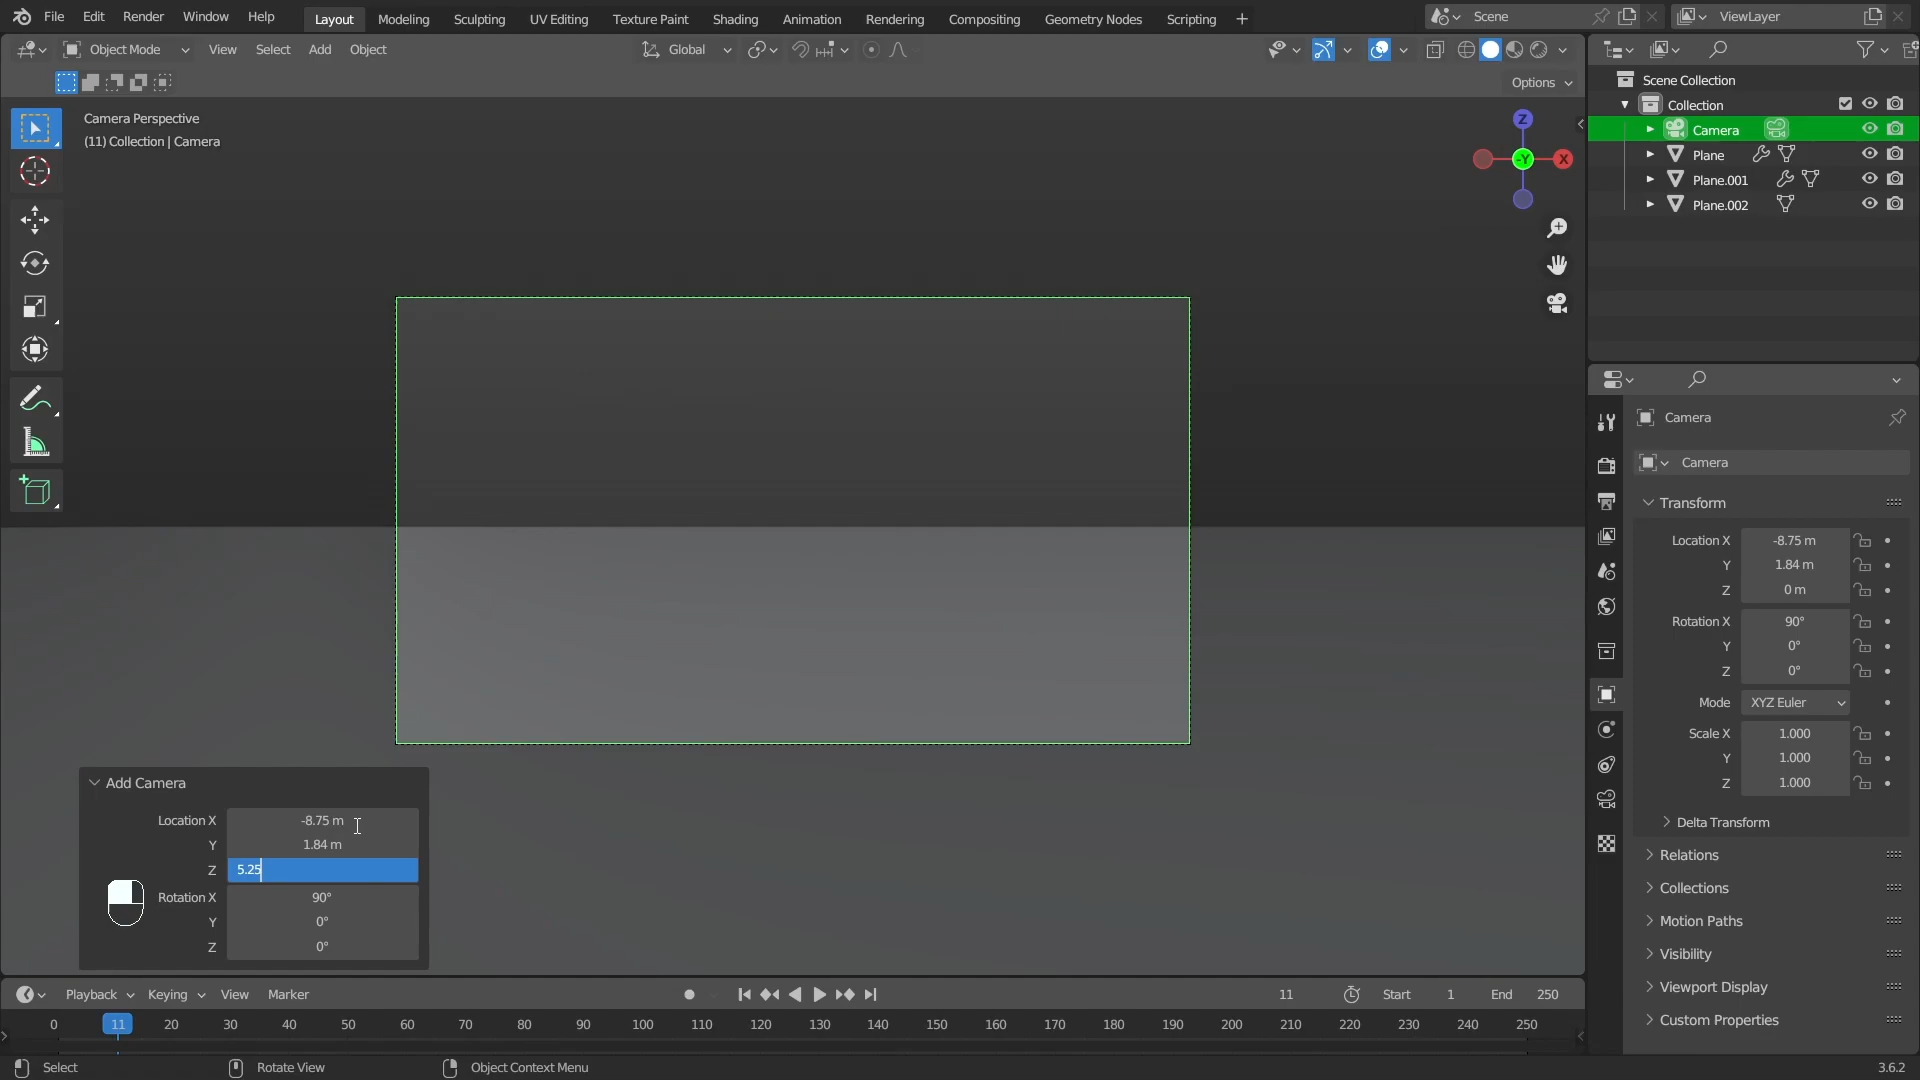 File Edit Render Window Help Layout Modeling Sculpting UV Editing Texture Paint Shading Animation Rendering Compositing Geometry Nodes Scripting + Scene ViewLayer
Object Mode View Select Add Object Global
Options
Camera Perspective
(11) Collection | Camera
Z
-Y X
Scene Collection
Collection
Camera
Plane
Plane.001
Plane.002
Camera
Camera
Transform
Location X -8.75 m
Y 1.84 m
Z 0 m
Rotation X 90°
Y 0°
Z 0°
Mode XYZ Euler
Scale X 1.000
Y 1.000
Z 1.000
Delta Transform
Relations
Collections
Motion Paths
Visibility
Viewport Display
Custom Properties
Add Camera
Location X -8.75 m
Y 1.84 m
Z 5.25
Rotation X 90°
Y 0°
Z 0°
Playback Keying View Marker 11 Start 1 End 250
0 11 20 30 40 50 60 70 80 90 100 110 120 130 140 150 160 170 180 190 200 210 220 230 240 250
Select Rotate View Object Context Menu 3.6.2